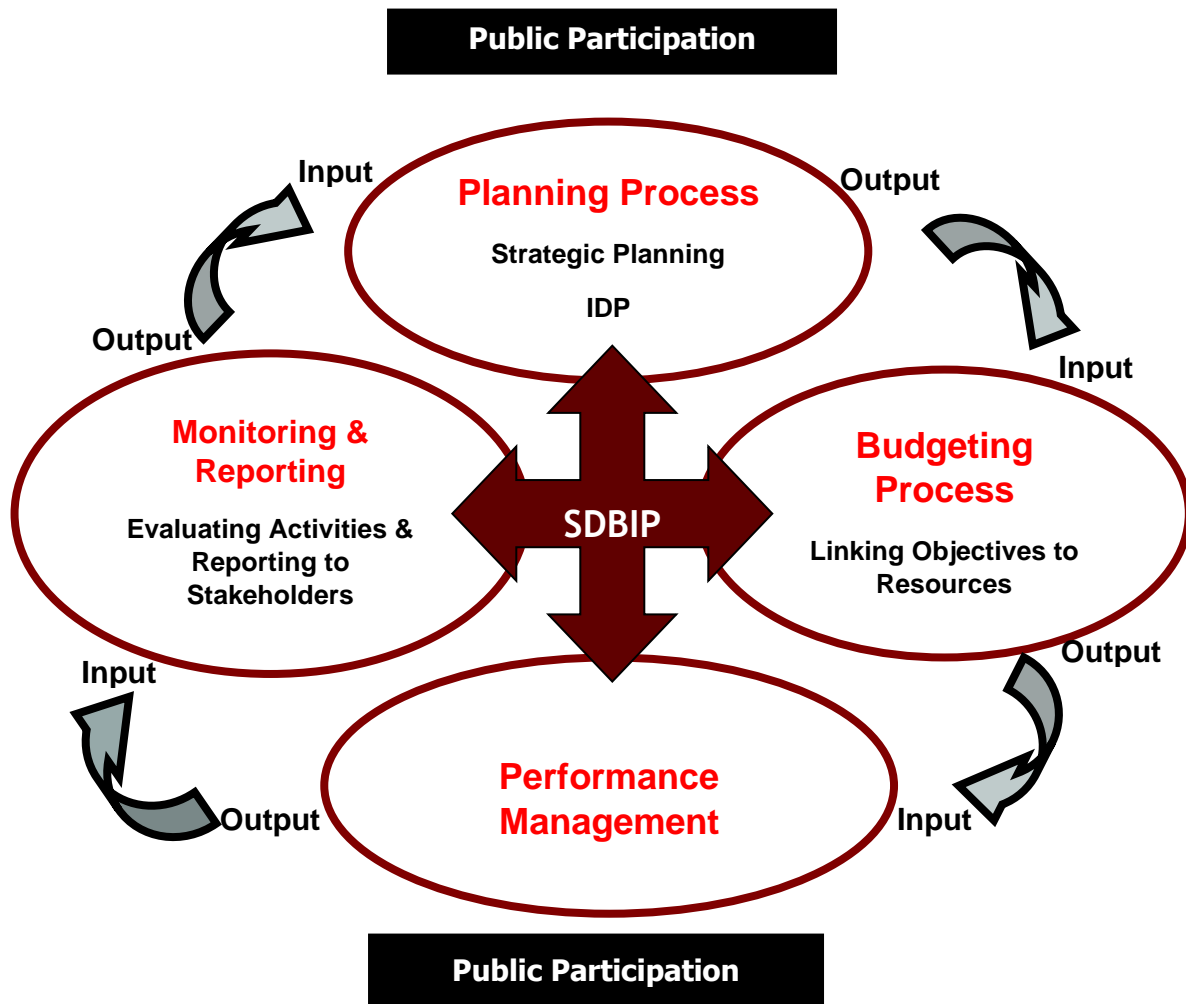 Public Participation
Input
Planning Process
Output
Strategic Planning
IDP
Output
Input
Monitoring &
Reporting
Evaluating Activities &
Reporting to
Stakeholders
SDBIP
Budgeting
Process
Linking Objectives to
Resources
Input
Output
Performance
Management
Output
Input
Public Participation